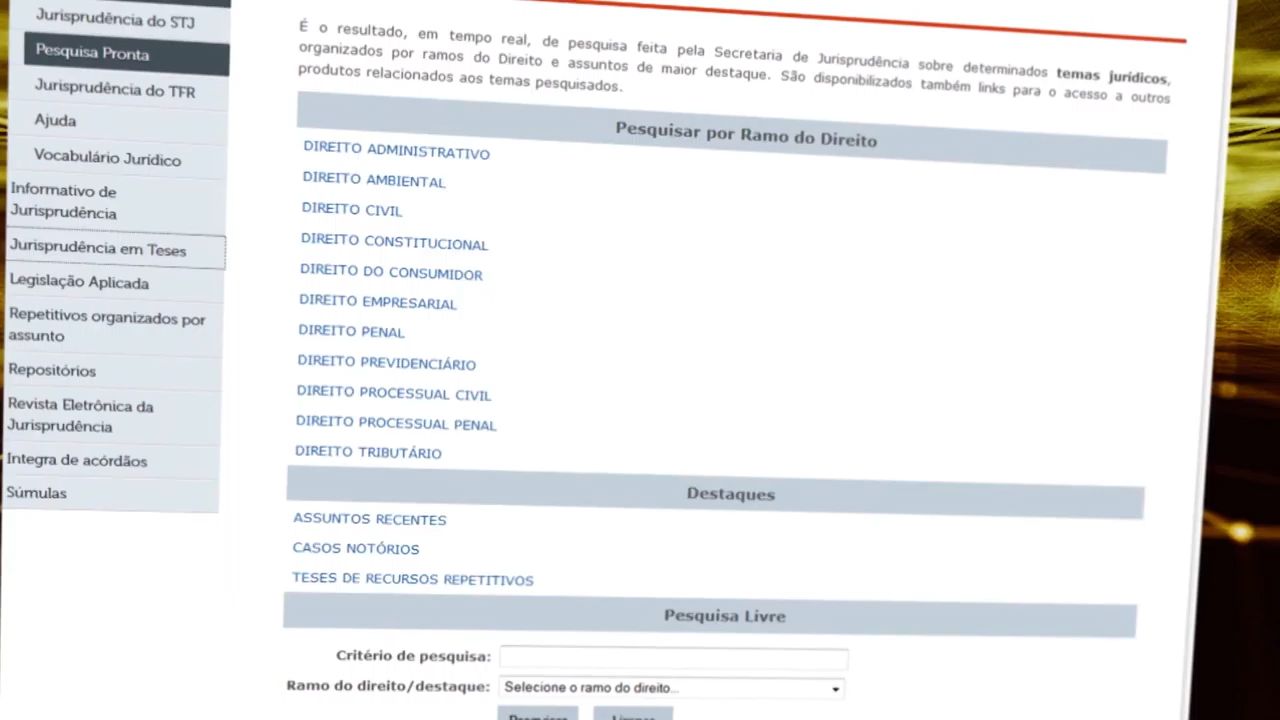 Jurisprudência do STJ
Pesquisa Pronta
Jurisprudência do TFR
Ajuda
Vocabulário Jurídico
Informativo de
Jurisprudência
Jurisprudência em Teses
Legislação Aplicada
Repetitivos organizados por
assunto
Repositórios
Revista Eletrônica da
Jurisprudência
Integra de acórdãos
Súmulas
É o resultado, em tempo real, de pesquisa feita pela Secretaria de Jurisprudência sobre determinados temas jurídicos,
organizados por ramos do Direito e assuntos de maior destaque. São disponibilizados também links para o acesso a outros
produtos relacionados aos temas pesquisados.
Pesquisar por Ramo do Direito
DIREITO ADMINISTRATIVO
DIREITO AMBIENTAL
DIREITO CIVIL
DIREITO CONSTITUCIONAL
DIREITO DO CONSUMIDOR
DIREITO EMPRESARIAL
DIREITO PENAL
DIREITO PREVIDENCIÁRIO
DIREITO PROCESSUAL CIVIL
DIREITO PROCESSUAL PENAL
DIREITO TRIBUTÁRIO
Destaques
ASSUNTOS RECENTES
CASOS NOTÓRIOS
TESES DE RECURSOS REPETITIVOS
Pesquisa Livre
Critério de pesquisa:
Ramo do direito/destaque: Selecione o ramo do direito...